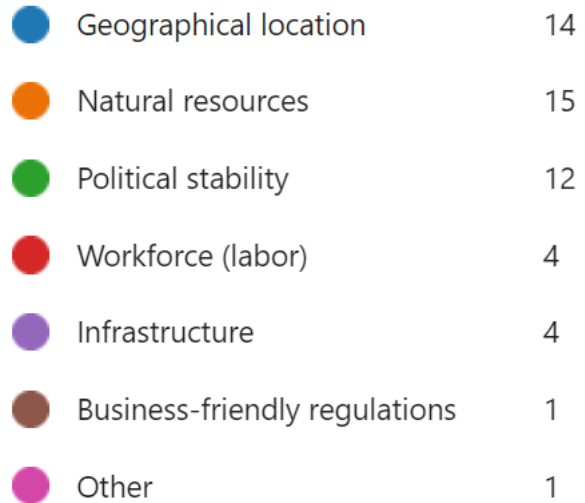 Geographical location 14
Natural resources 15
Political stability 12
Workforce (labor) 4
Infrastructure 4
Business-friendly regulations 1
Other 1